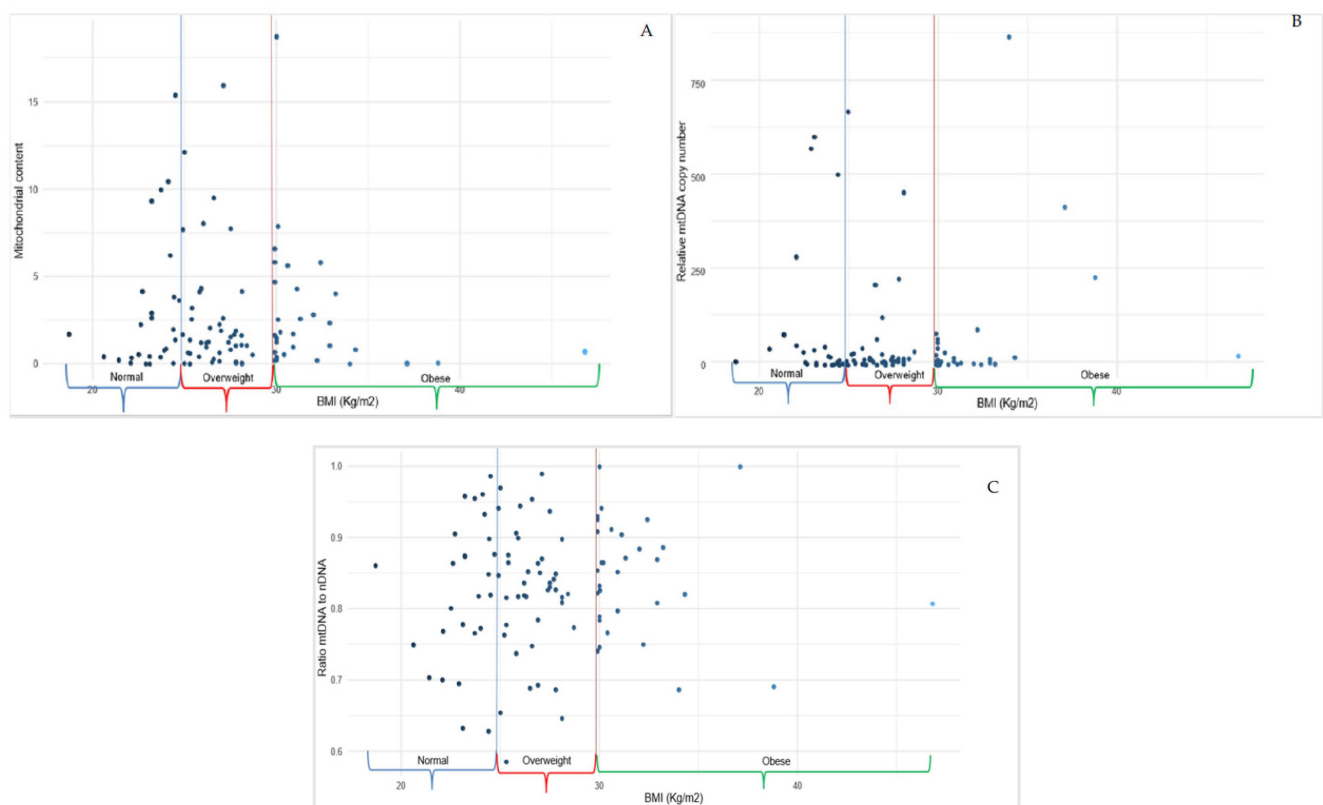 A
Mitochondrial content
15
10
5
0
20
30
40
Normal
Overweight
Obese
BMI (Kg/m2)
B
Relative mtDNA copy number
750
500
250
0
20
30
40
Normal
Overweight
Obese
BMI (Kg/m2)
C
Ratio mtDNA to nDNA
1.0
0.9
0.8
0.7
0.6
Normal
Overweight
Obese
20
30
40
BMI (Kg/m2)